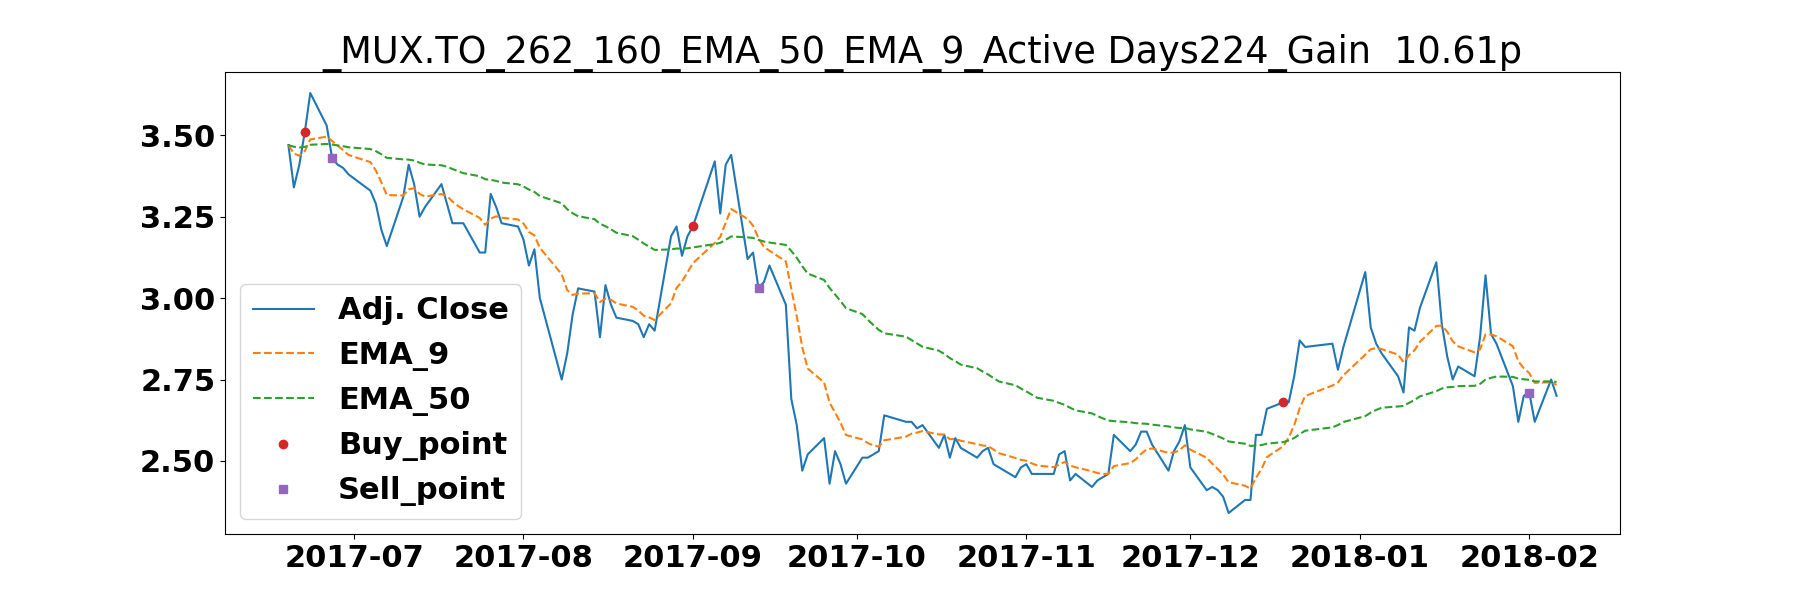 _MUX.TO_262_160_EMA_50_EMA_9_Active Days224_Gain  10.61p
3.50
3.25
3.00
2.75
2.50
Adj. Close
EMA_9
EMA_50
Buy_point
Sell_point
2017-07 2017-08 2017-09 2017-10 2017-11 2017-12 2018-01 2018-02